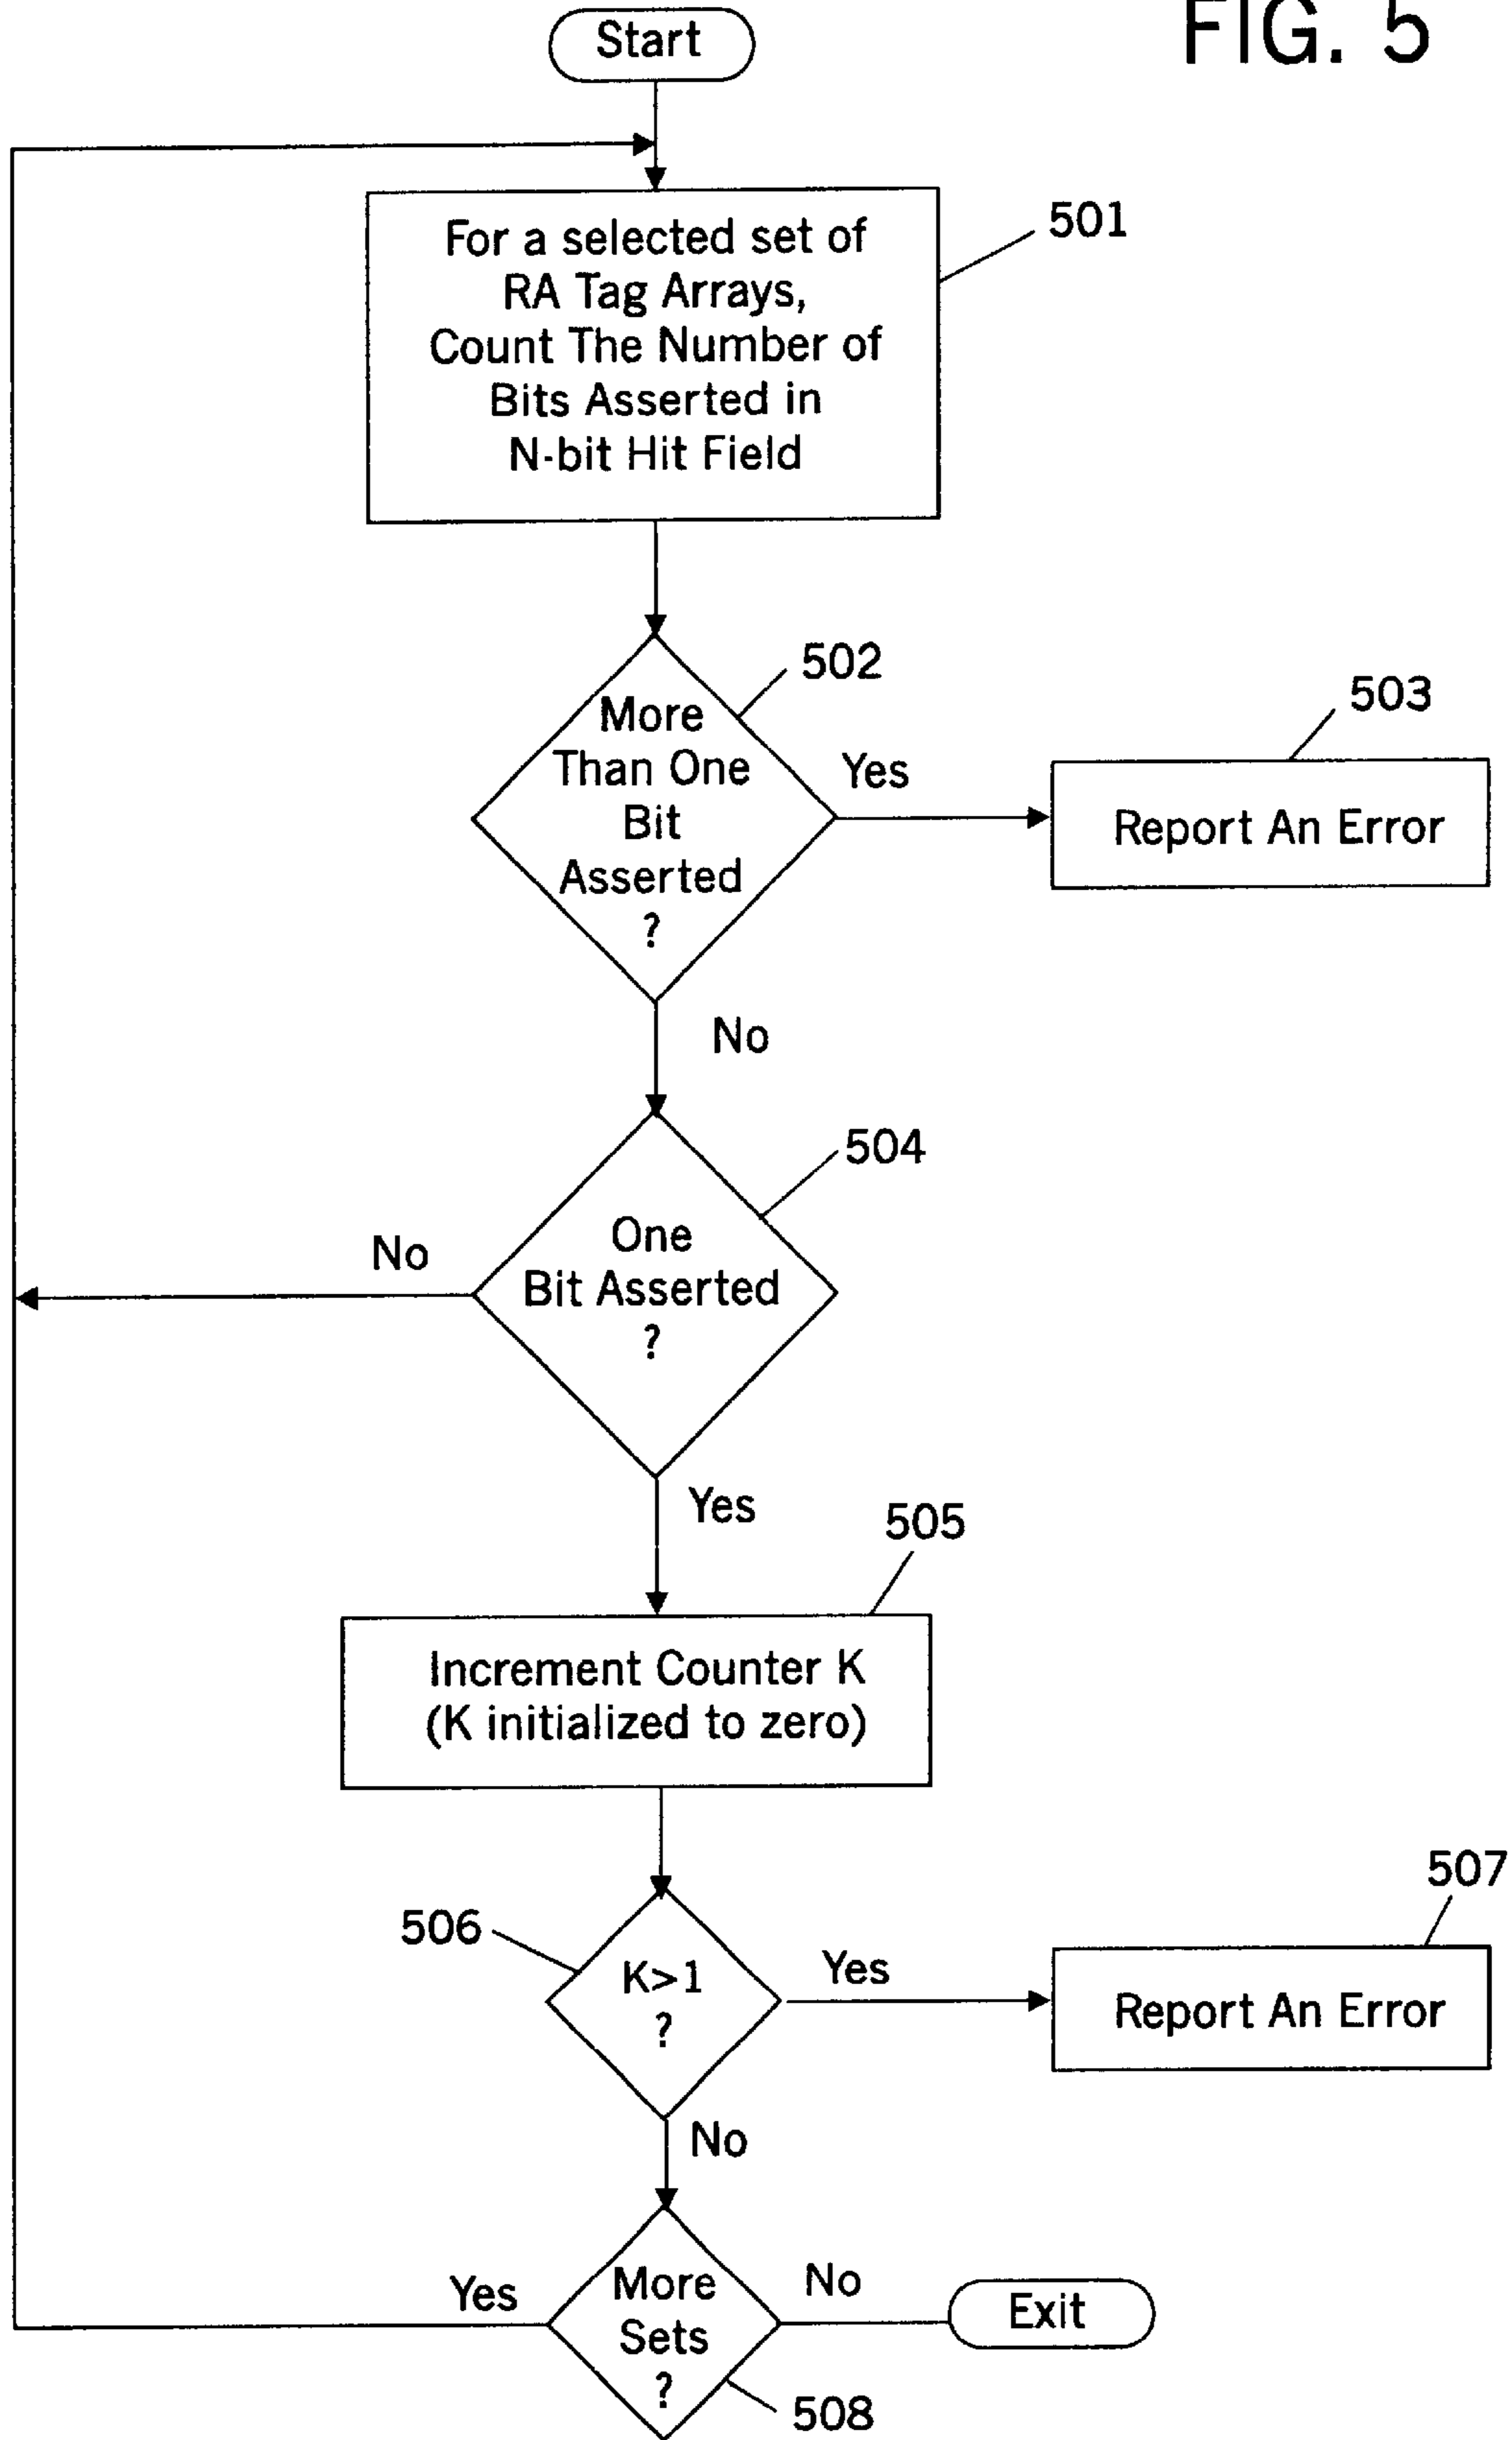 FIG. 5
Start
501
For a selected set of
RA Tag Arrays,
Count The Number of
Bits Asserted in
N-bit Hit Field
502
More
Than One
Bit
Asserted
?
Yes
503
Report An Error
No
504
One
Bit Asserted
?
No
Yes
505
Increment Counter K
(K initialized to zero)
506
K>1
?
Yes
507
Report An Error
No
More
Sets
?
Yes
No
Exit
508